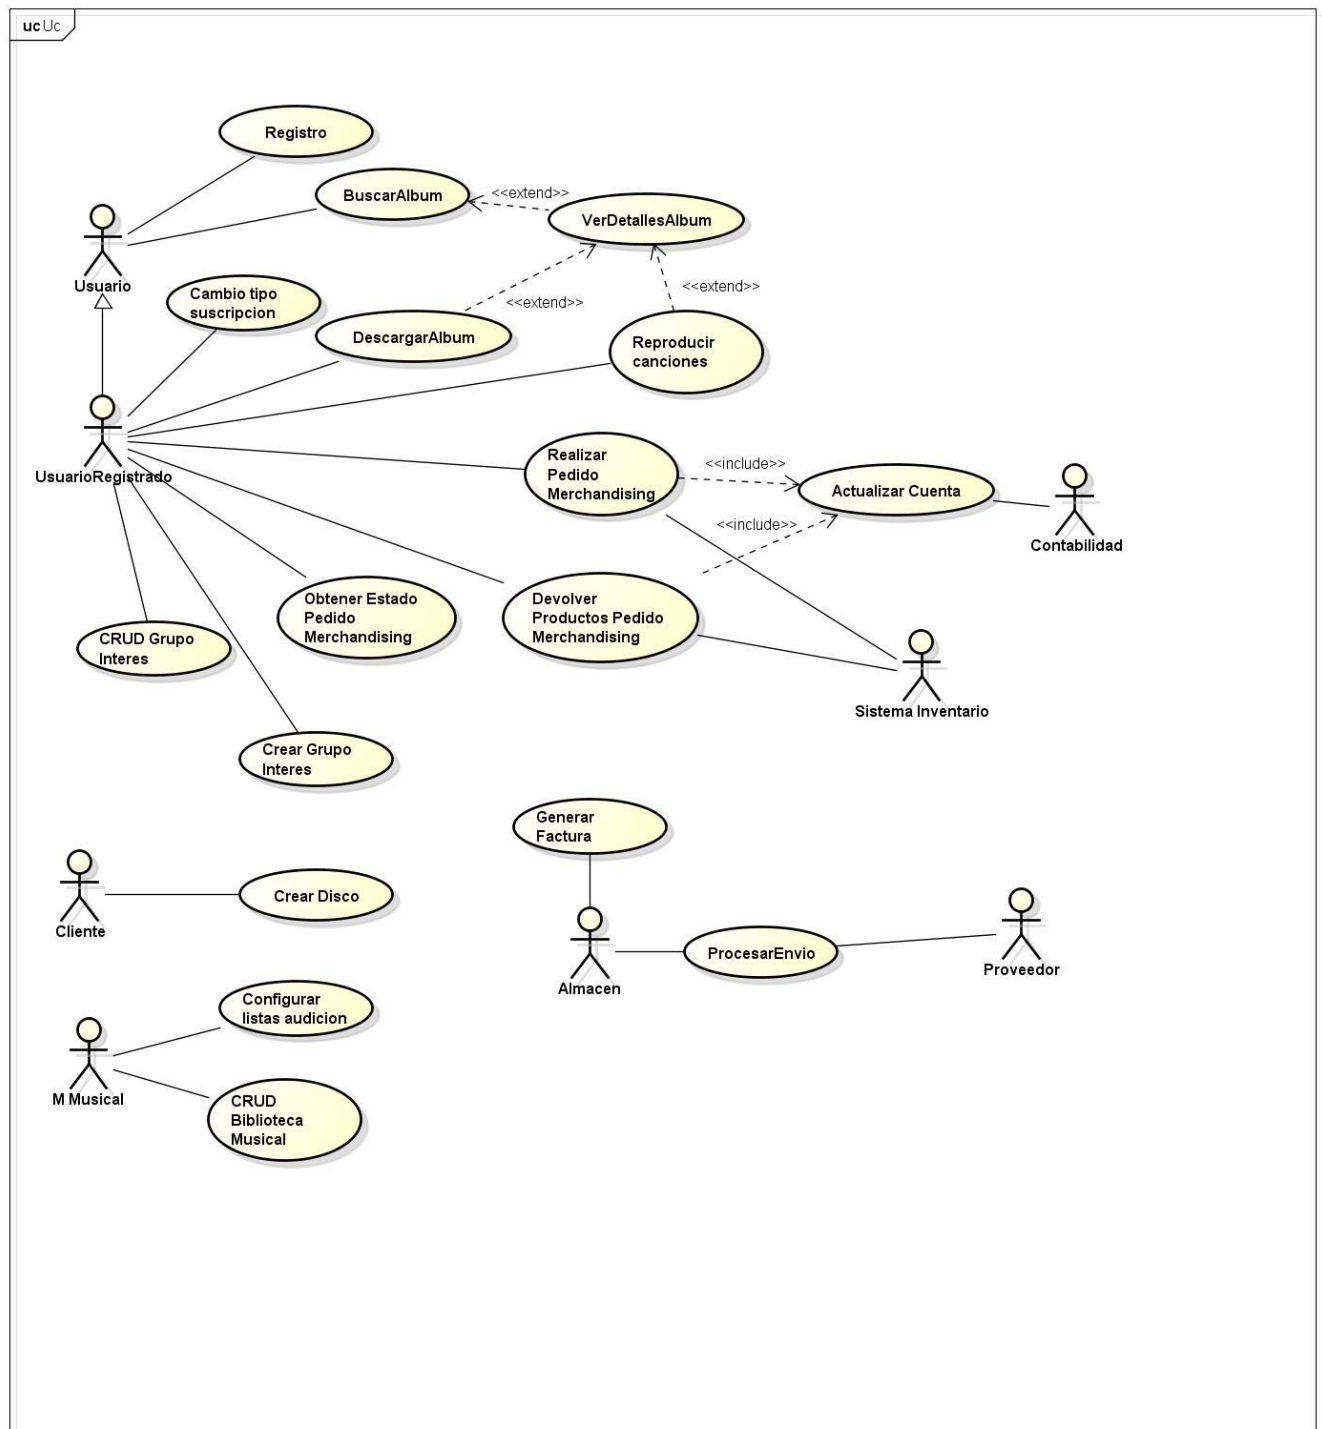 uc Uc
Registro
BuscarAlbum
<<extend>>
VerDetallesAlbum
Usuario
Cambio tipo
suscripcion
<<extend>>
<<extend>>
DescargarAlbum
Reproducir
canciones
UsuarioRegistrado
Realizar
Pedido
Merchandising
<<include>>
Actualizar Cuenta
<<include>>
Contabilidad
Obtener Estado
Pedido
Merchandising
Devolver
Productos Pedido
Merchandising
CRUD Grupo
Interes
Sistema Inventario
Crear Grupo
Interes
Generar
Factura
Crear Disco
Cliente
ProcesarEnvio
Proveedor
Almacen
Configurar
listas audicion
M Musical
CRUD
Biblioteca
Musical